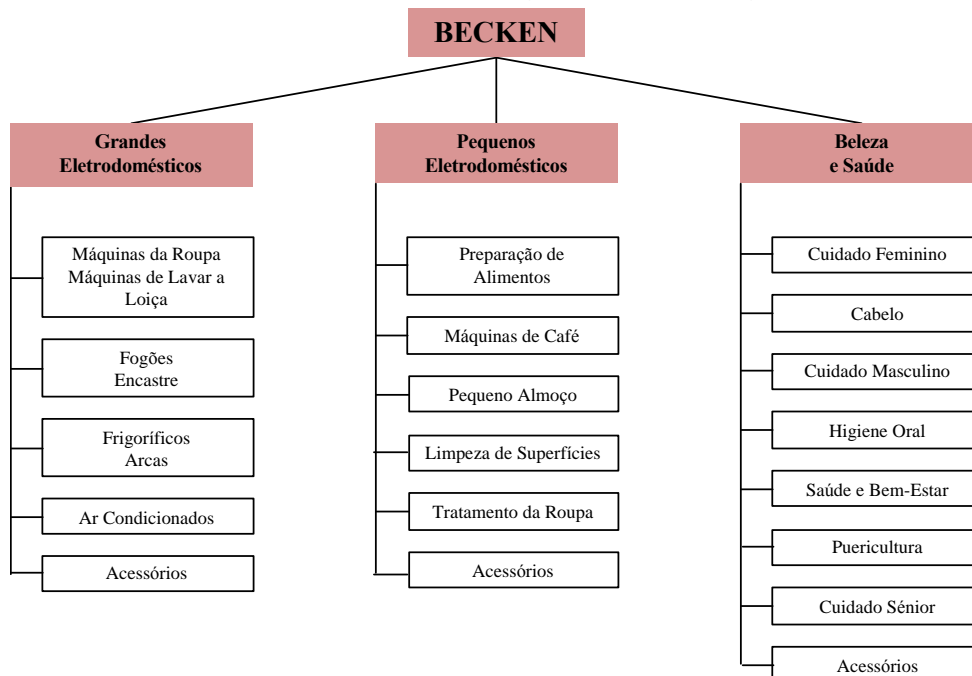 BECKEN
Grandes
Eletrodomésticos
Máquinas da Roupa
Máquinas de Lavar a
Loiça
Fogões
Encastre
Frigoríficos
Arcas
Ar Condicionados
Acessórios
Pequenos
Eletrodomésticos
Preparação de
Alimentos
Máquinas de Café
Pequeno Almoço
Limpeza de Superfícies
Tratamento da Roupa
Acessórios
Beleza
e Saúde
Cuidado Feminino
Cabelo
Cuidado Masculino
Higiene Oral
Saúde e Bem-Estar
Puericultura
Cuidado Sénior
Acessórios